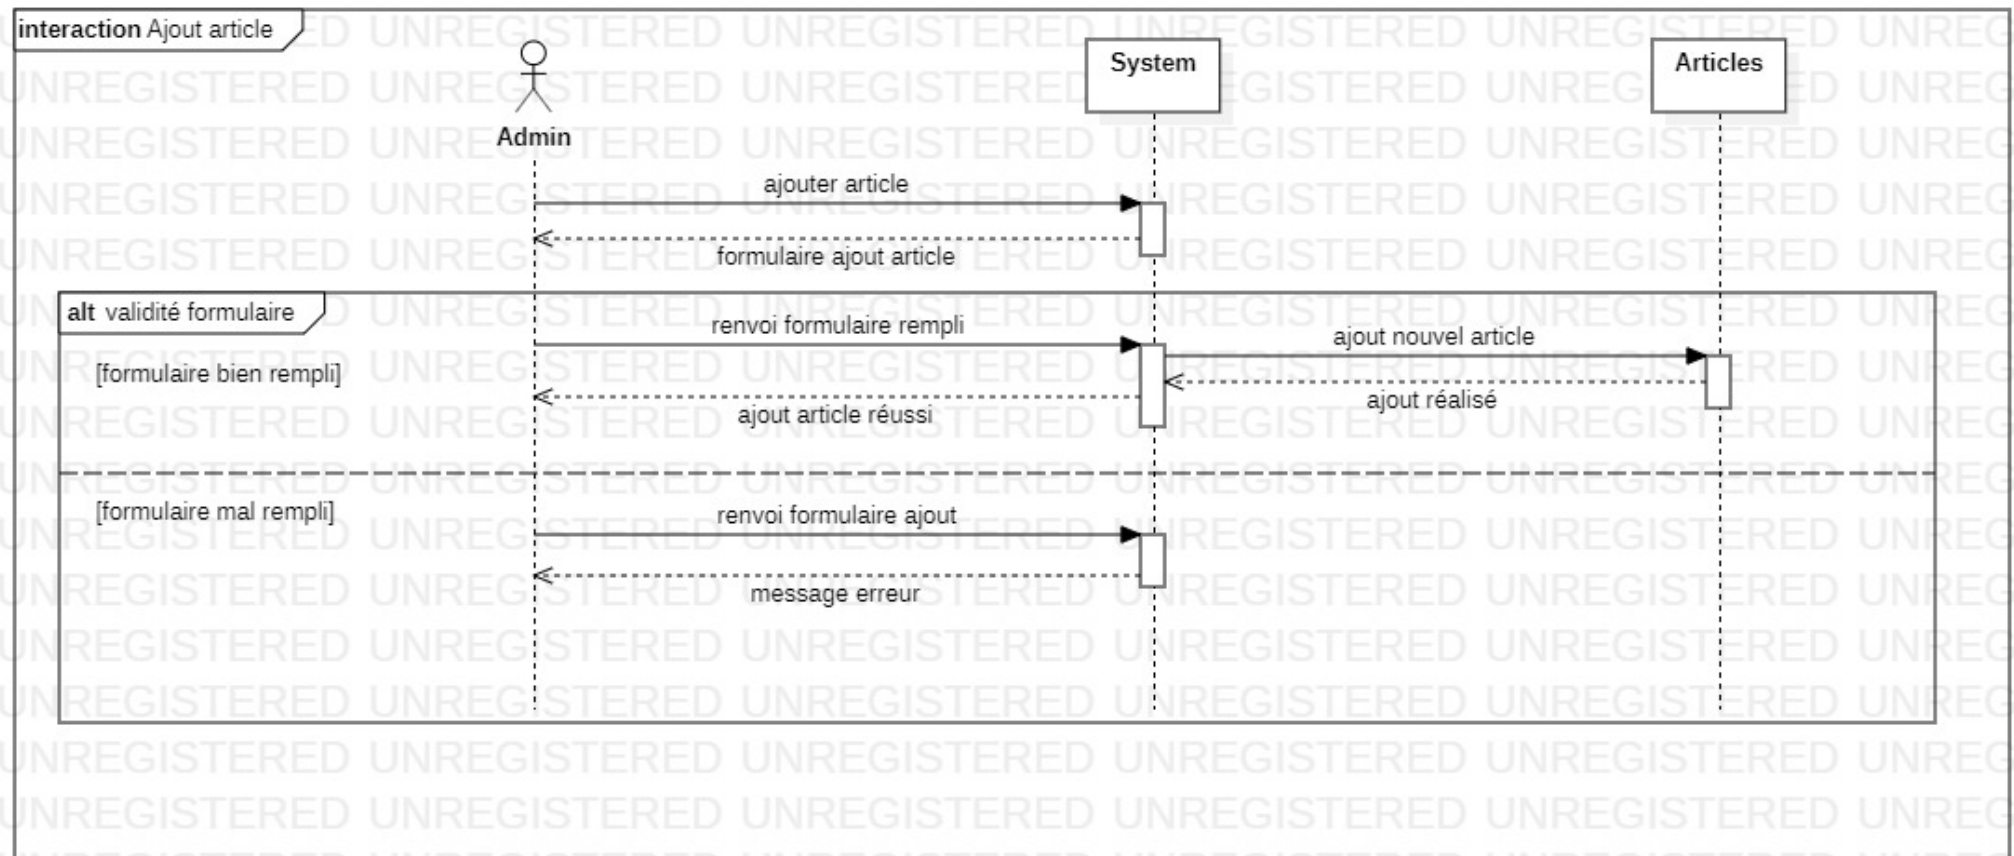 interaction Ajout article
System
Articles
Admin
ajouter article
formulaire ajout article
alt validité formulaire
renvoi formulaire rempli
ajout nouvel article
[formulaire bien rempli]
ajout réalisé
ajout article réussi
[formulaire mal rempli]
renvoi formulaire ajout
message erreur
UNREGISTERED